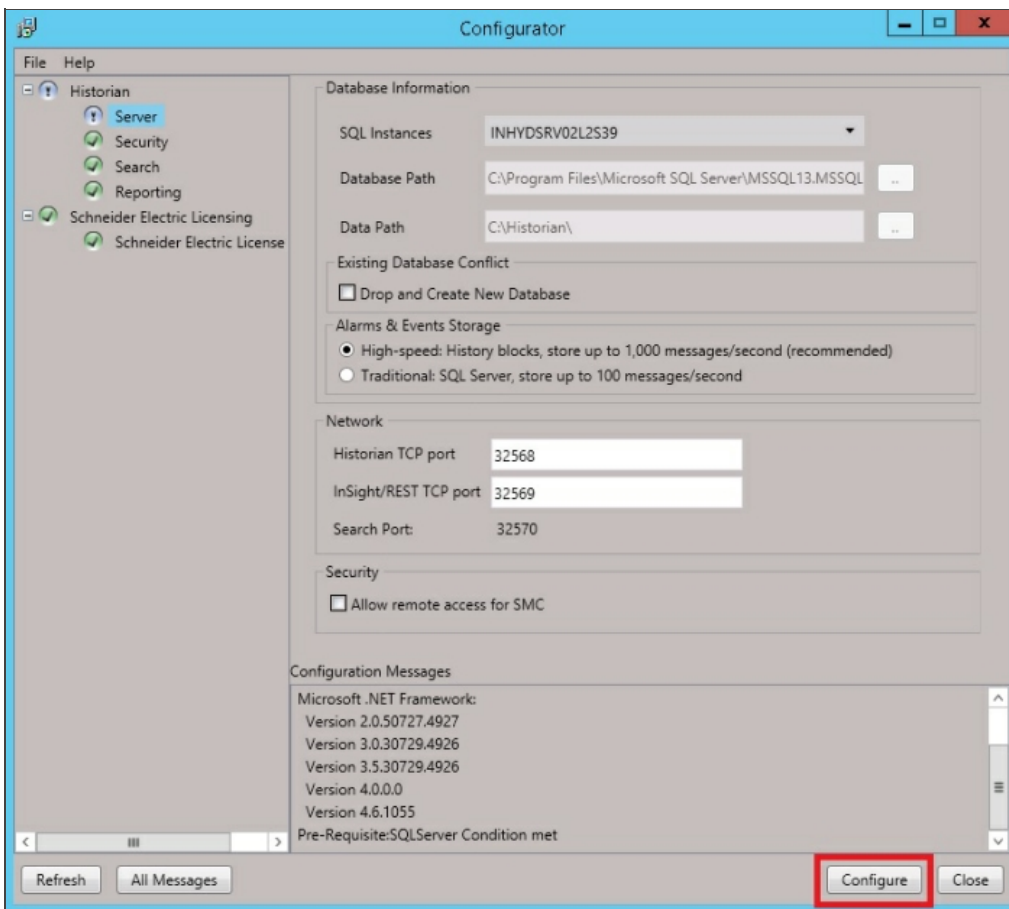 Configurator
File Help
Historian
Server
Security
Search
Reporting
Schneider Electric Licensing
Schneider Electric License
Database Information
SQL Instances INHYDSRV02L2S39
Database Path C:\Program Files\Microsoft SQL Server\MSSQL13.MSSQL ..
Data Path C:\Historian\ ..
Existing Database Conflict
Drop and Create New Database
Alarms & Events Storage
High-speed: History blocks, store up to 1,000 messages/second (recommended)
Traditional: SQL Server, store up to 100 messages/second
Network
Historian TCP port 32568
InSight/REST TCP port 32569
Search Port: 32570
Security
Allow remote access for SMC
Configuration Messages
Microsoft .NET Framework:
Version 2.0.50727.4927
Version 3.0.30729.4926
Version 3.5.30729.4926
Version 4.0.0.0
Version 4.6.1055
Pre-Requisite:SQLServer Condition met
Refresh All Messages Configure Close